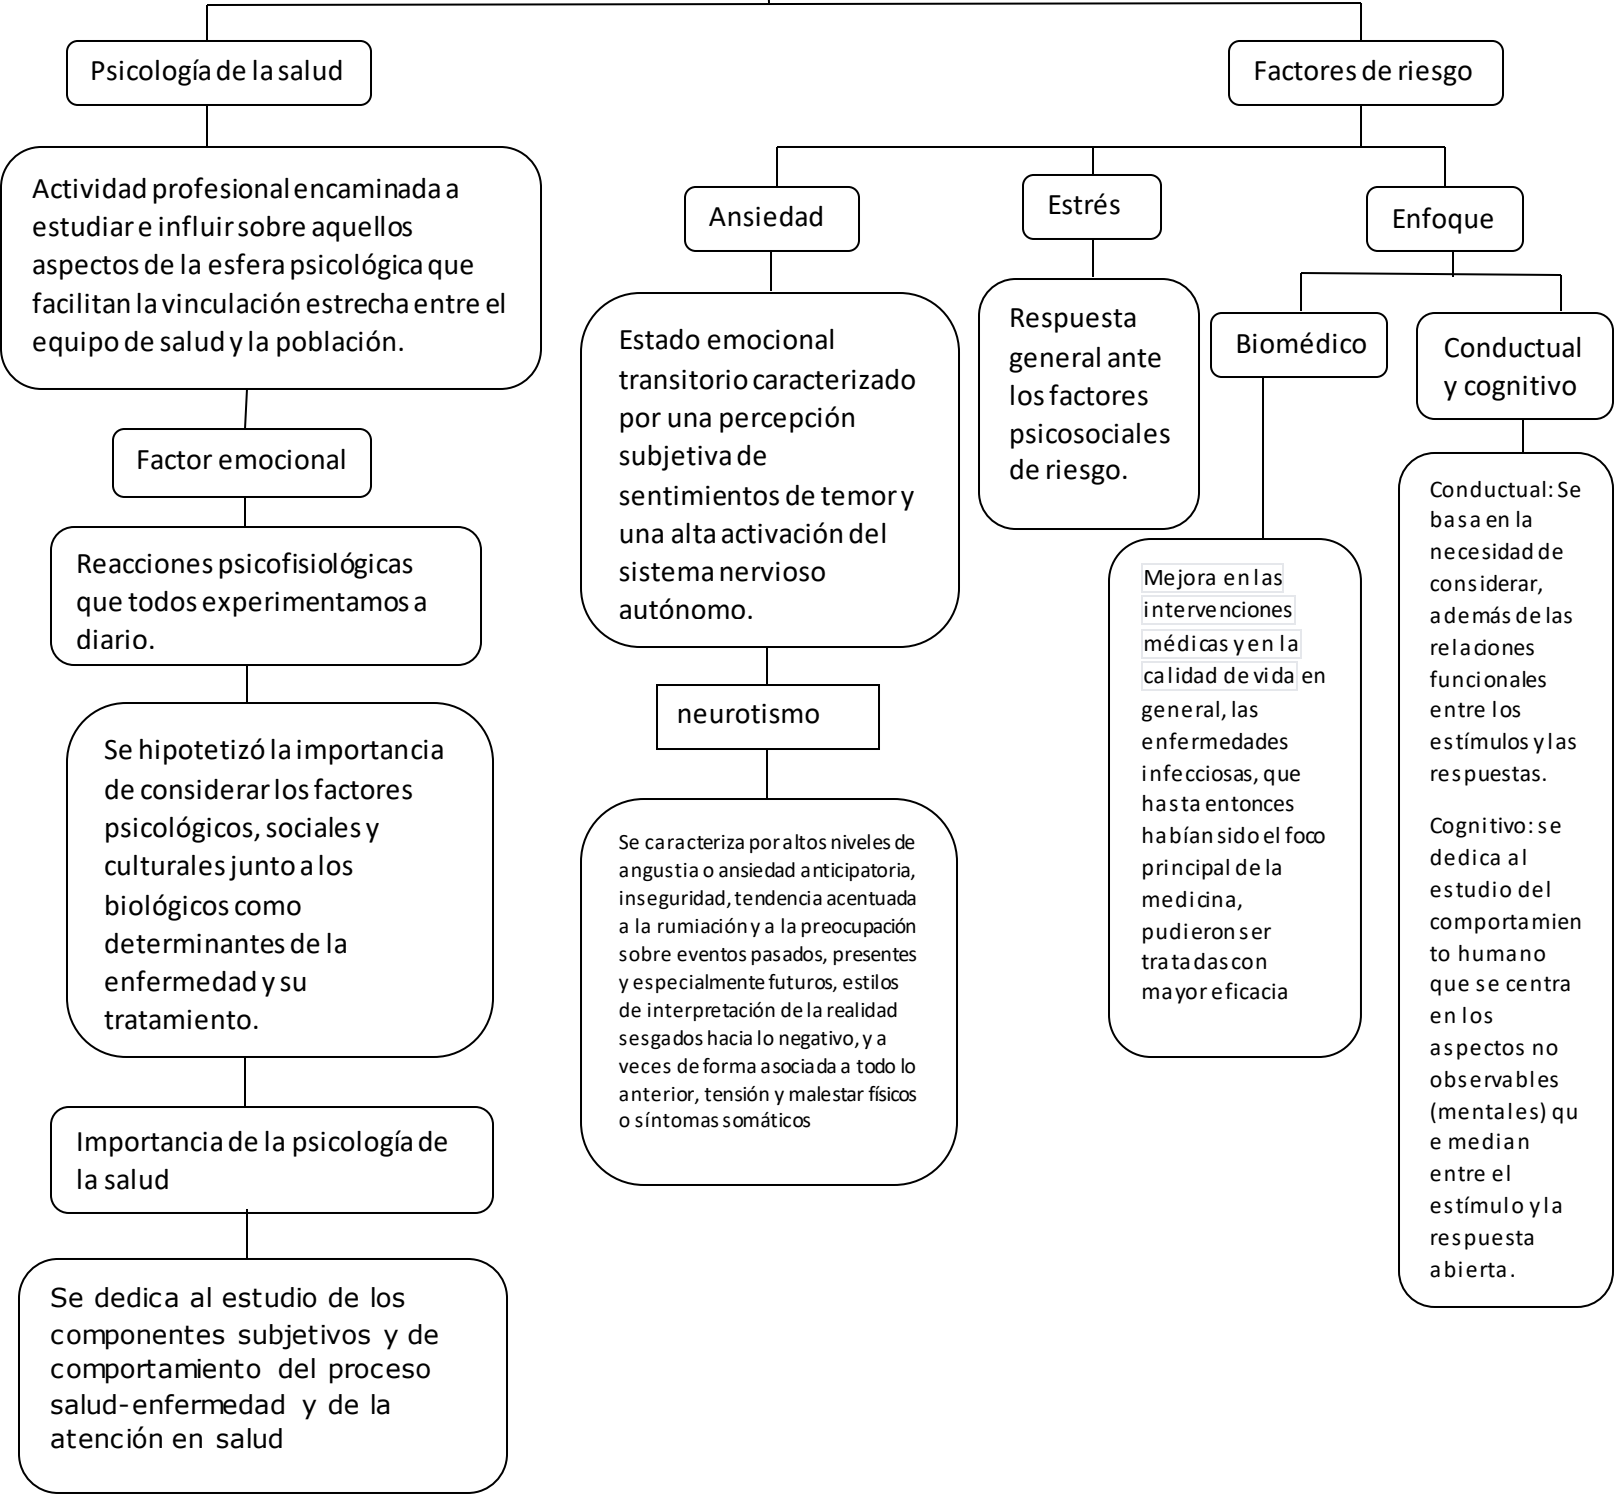 Psicología de la salud
Factores de riesgo
Actividad profesional encaminada a
estudiar e influir sobre aquellos
aspectos de la esfera psicológica que
facilitan la vinculación estrecha entre el
equipo de salud y la población.
Factor emocional
Reacciones psicofisiológicas
que todos experimentamos a
diario.
Se hipotetizó la importancia
de considerar los factores
psicológicos, sociales y
culturales junto a los
biológicos como
determinantes de la
enfermedad y su
tratamiento.
Importancia de la psicología de
la salud
Se dedica al estudio de los
componentes subjetivos y de
comportamiento del proceso
salud-enfermedad y de la
atención en salud
Ansiedad
Estado emocional
transitorio caracterizado
por una percepción
subjetiva de
sentimientos de temor y
una alta activación del
sistema nervioso
autónomo.
neurotismo
Se caracteriza por altos niveles de
angustia o ansiedad anticipatoria,
inseguridad, tendencia acentuada
a la rumiación y a la preocupación
sobre eventos pasados, presentes
y especialmente futuros, estilos
de interpretación de la realidad
sesgados hacia lo negativo, y a
veces de forma asociada a todo lo
anterior, tensión y malestar físicos
o síntomas somáticos
Estrés
Respuesta
general ante
los factores
psicosociales
de riesgo.
Enfoque
Biomédico
Mejora en las
intervenciones
médicas y en la
calidad de vida en
general, las
enfermedades
infecciosas, que
hasta entonces
habían sido el foco
principal de la
medicina,
pudieron ser
tratadas con
mayor eficacia
Conductual
y cognitivo
Conductual: Se
basa en la
necesidad de
considerar,
además de las
relaciones
funcionales
entre los
estímulos y las
respuestas.
Cognitivo: se
dedica al
estudio del
comportamien
to humano
que se centra
en los
aspectos no
observables
(mentales) qu
e median
entre el
estímulo y la
respuesta
abierta.